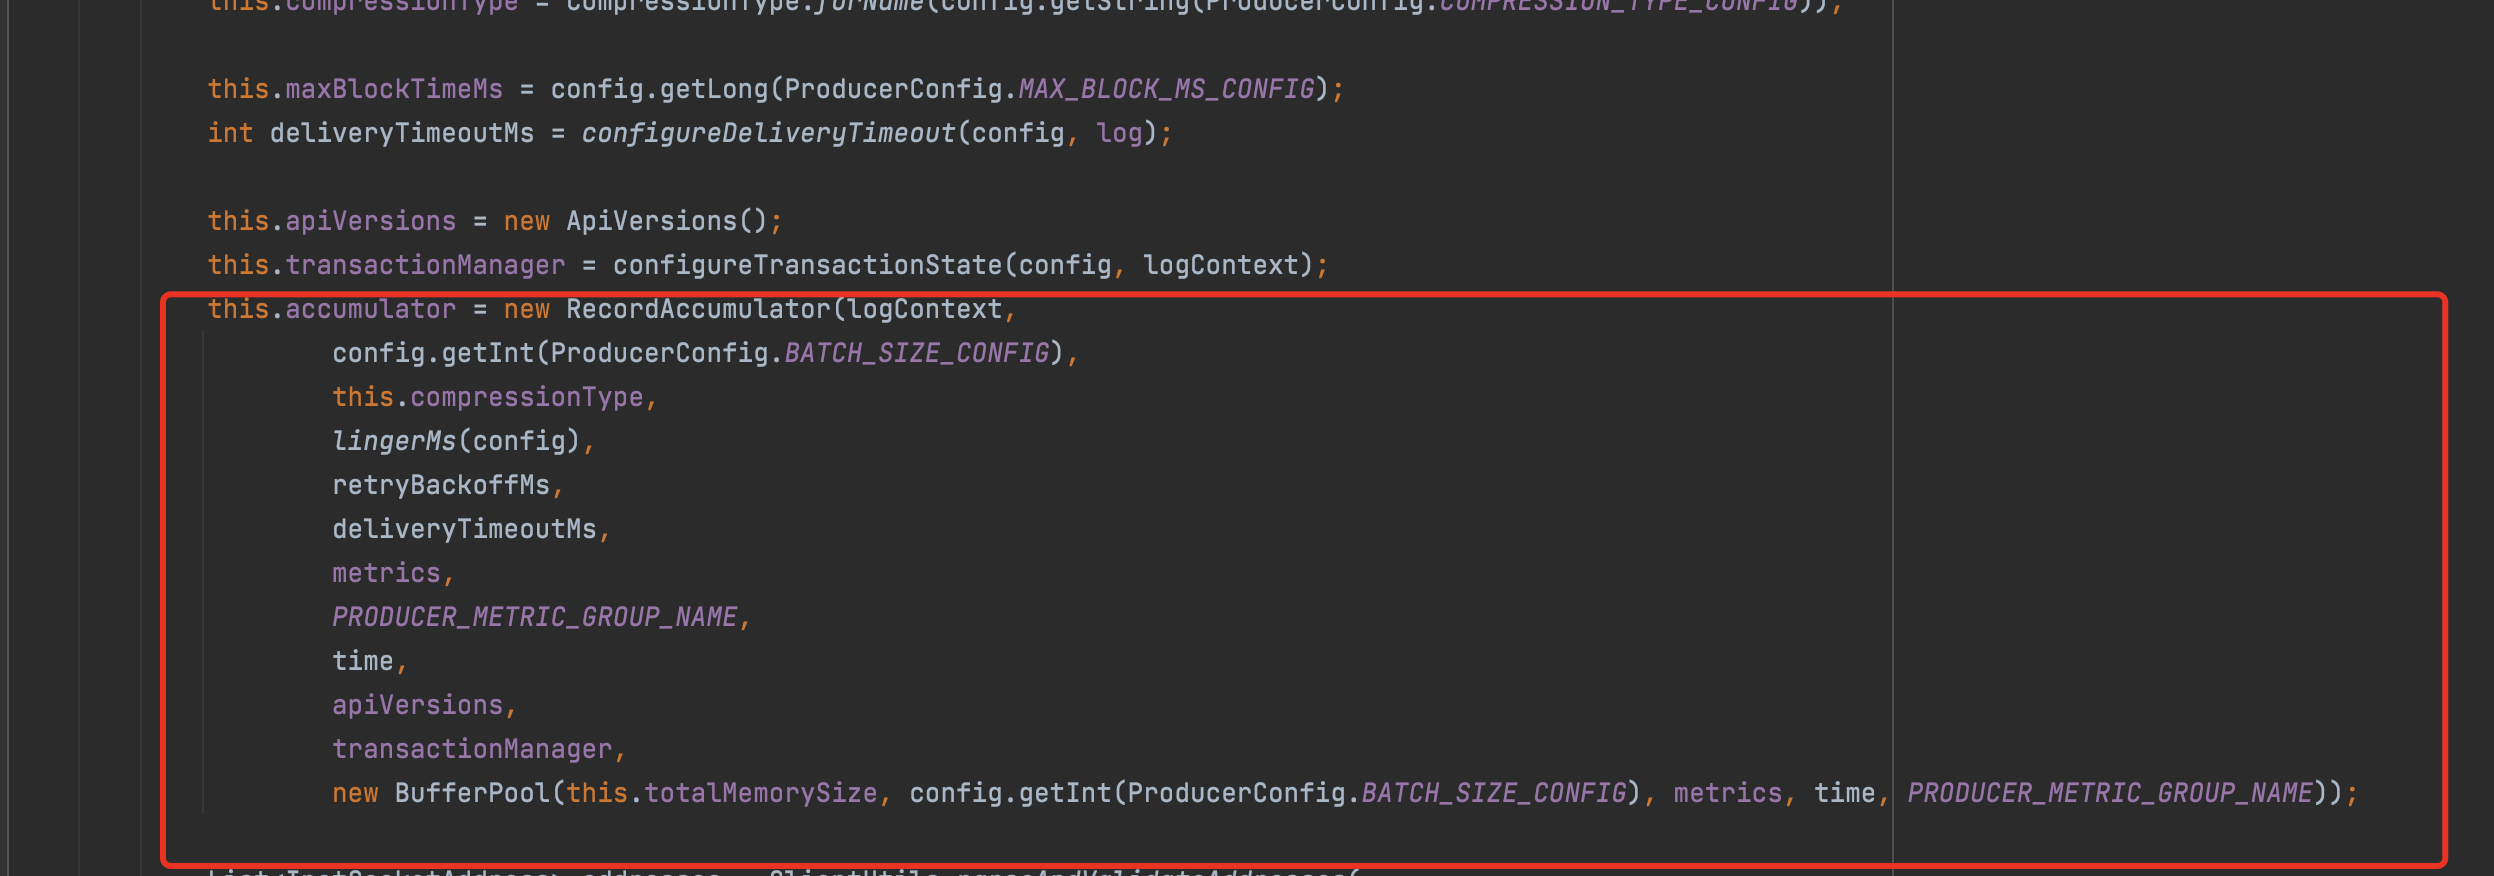 this.compressionType = CompressionType.forName(config.getString(ProducerConfig.COMPRESSION_TYPE_CONFIG));
this.maxBlockTimeMs = config.getLong(ProducerConfig.MAX_BLOCK_MS_CONFIG);
int deliveryTimeoutMs = configureDeliveryTimeout(config, log);
this.apiVersions = new ApiVersions();
this.transactionManager = configureTransactionState(config, logContext);
this.accumulator = new RecordAccumulator(logContext,
config.getInt(ProducerConfig.BATCH_SIZE_CONFIG),
this.compressionType,
lingerMs(config),
retryBackoffMs,
deliveryTimeoutMs,
metrics,
PRODUCER_METRIC_GROUP_NAME,
time,
apiVersions,
transactionManager,
new BufferPool(this.totalMemorySize, config.getInt(ProducerConfig.BATCH_SIZE_CONFIG), metrics, time, PRODUCER_METRIC_GROUP_NAME));
List<InetSocketAddress> addresses = ClientUtils.parseAndValidateAddresses(